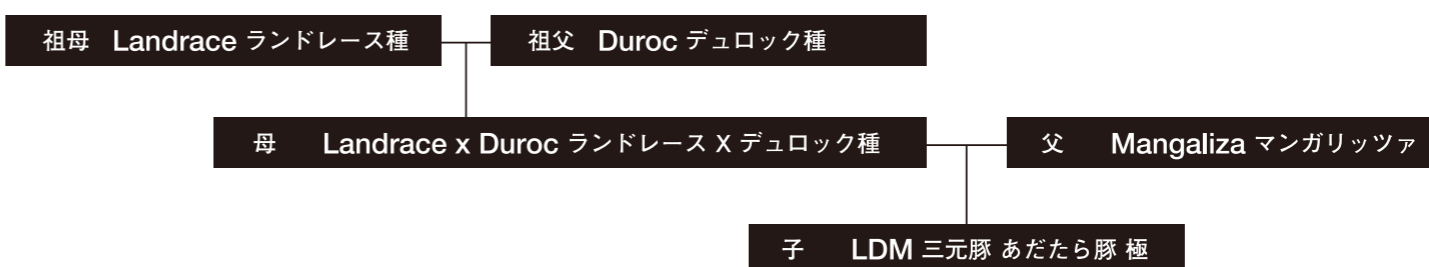 祖母 Landrace ランドレース種
祖父 Duroc デュロック種
母 Landrace x Duroc ランドレース X デュロック種
父 Mangaliza マンガリッツァ
子 LDM 三元豚 あだたら豚 極